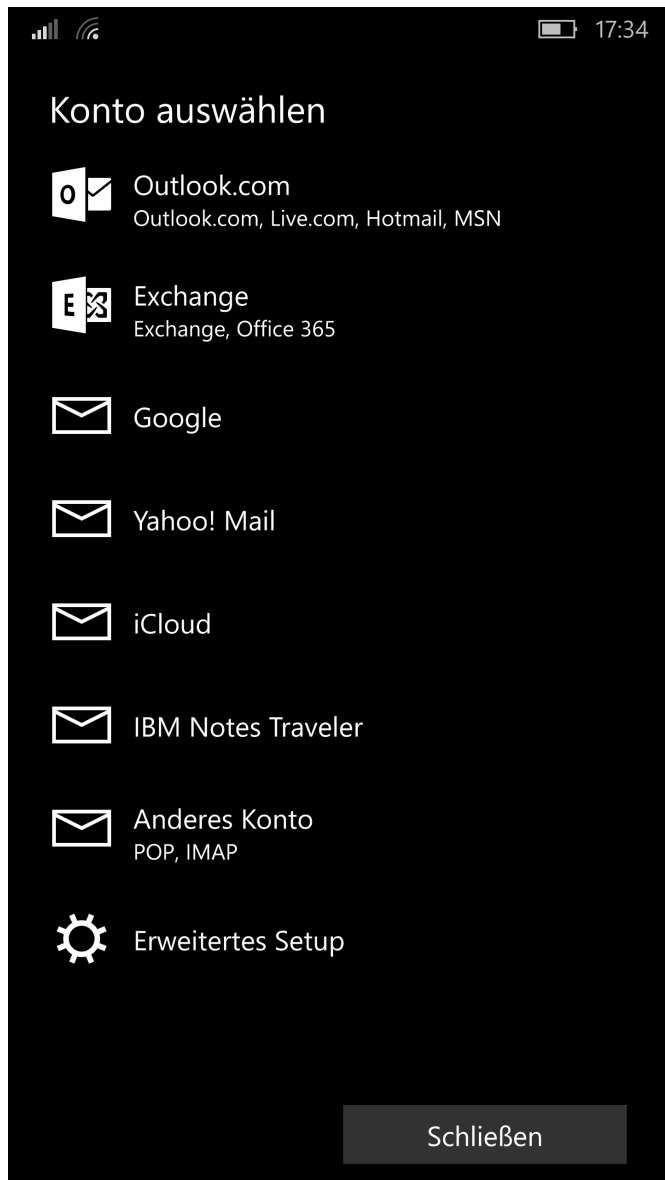 17:34
Konto auswählen
O
Outlook.com
Outlook.com, Live.com, Hotmail, MSN
E
Exchange
Exchange, Office 365
Google
Yahoo! Mail
iCloud
IBM Notes Traveler
Anderes Konto
POP, IMAP
Erweitertes Setup
Schließen